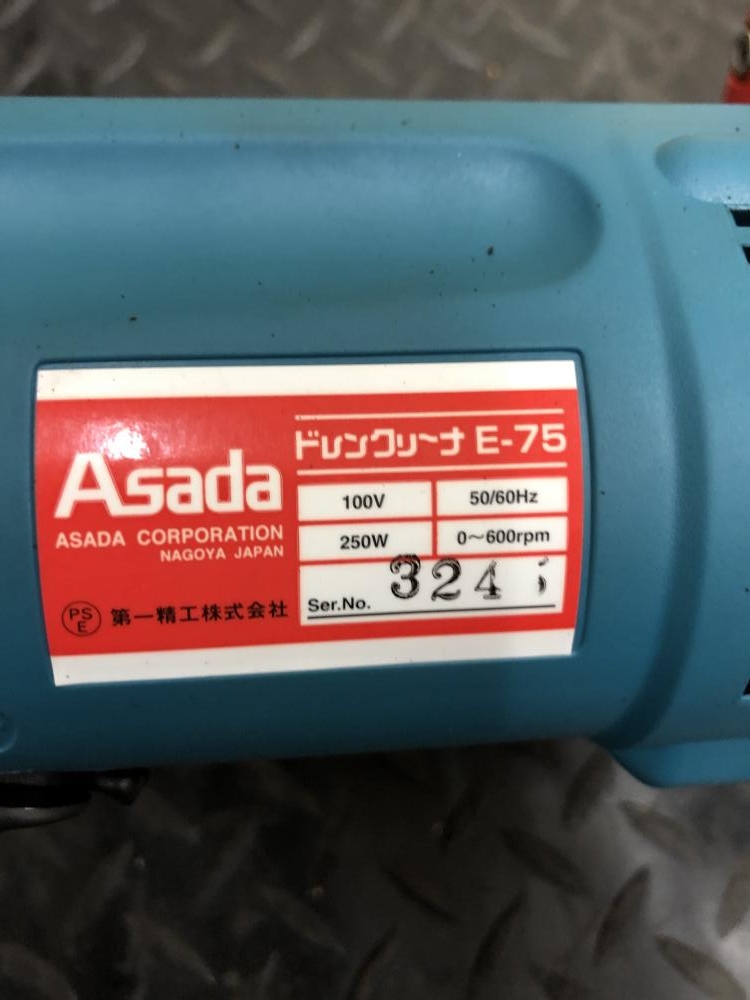 Asada
ASADA CORPORATION
NAGOYA JAPAN
PS
E
第一精工株式会社
ドレンクリーナ E-75
100V
50/60Hz
250W
0〜600rpm
Ser.No. 324